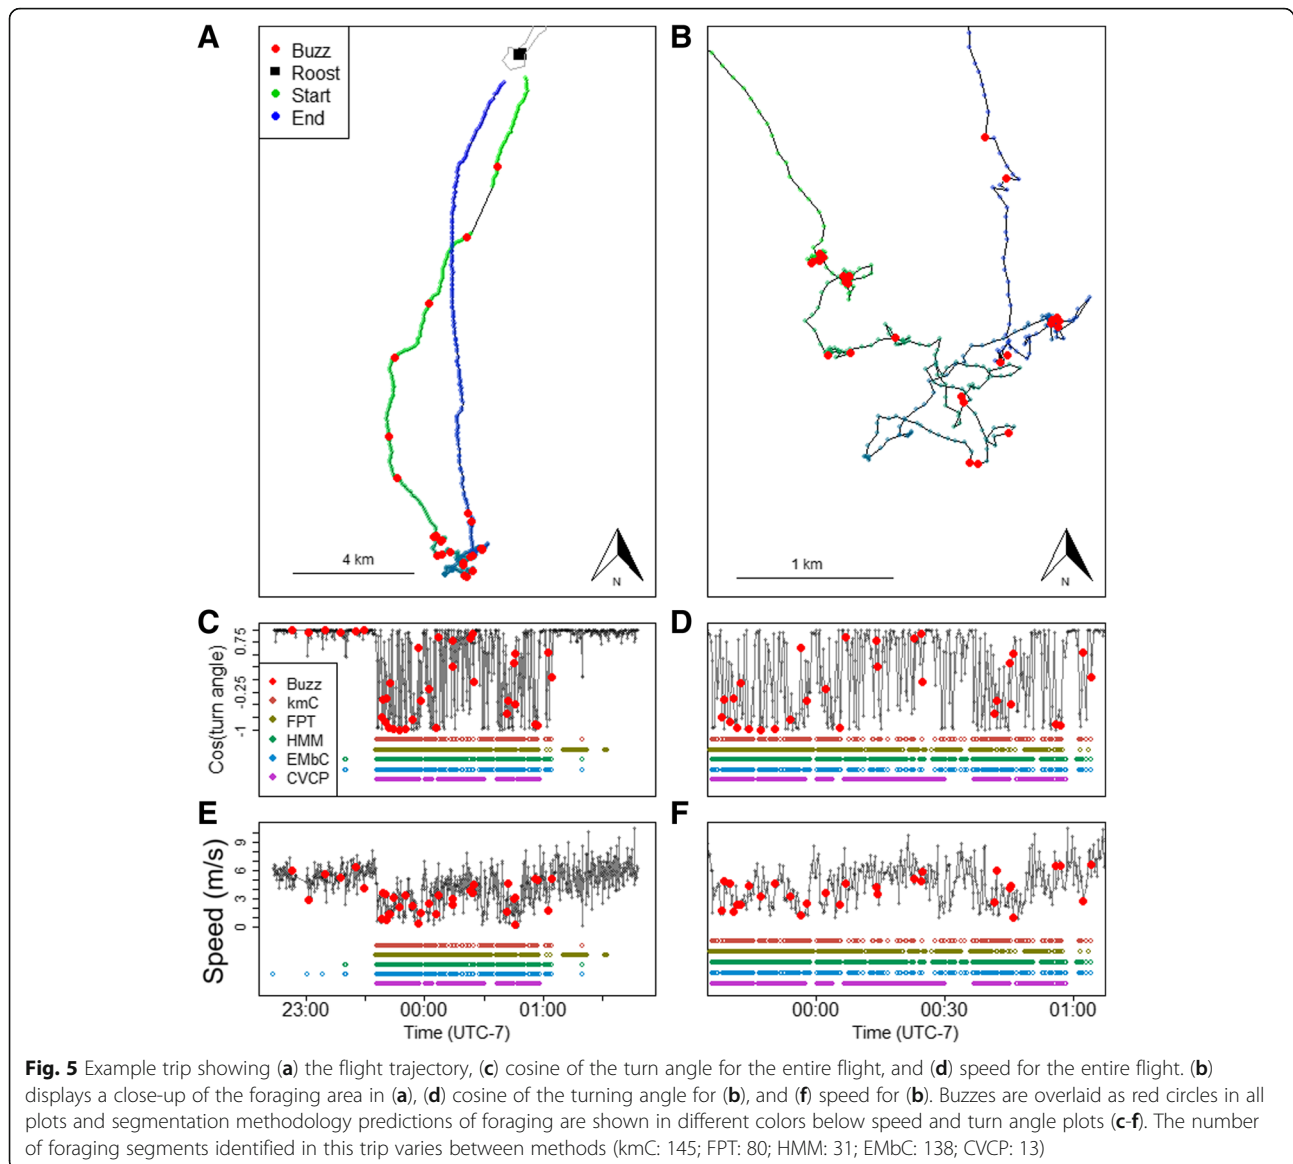 A
Buzz
Roost
Start
End
4 km
N
B
1 km
N
C
Cos(turn angle)
0.75
-0.25
-0.25
-1
Buzz
kmC
FPT
HMM
EMbC
CVCP
D
E
Speed (m/s)
9
6
3
0
23:00 00:00 01:00
Time (UTC-7)
F
00:00 00:30 01:00
Time (UTC-7)
Fig. 5 Example trip showing (a) the flight trajectory, (c) cosine of the turn angle for the entire flight, and (d) speed for the entire flight. (b)
displays a close-up of the foraging area in (a), (d) cosine of the turning angle for (b), and (f) speed for (b). Buzzes are overlaid as red circles in all
plots and segmentation methodology predictions of foraging are shown in different colors below speed and turn angle plots (c-f). The number
of foraging segments identified in this trip varies between methods (kmC: 145; FPT: 80; HMM: 31; EMbC: 138; CVCP: 13)